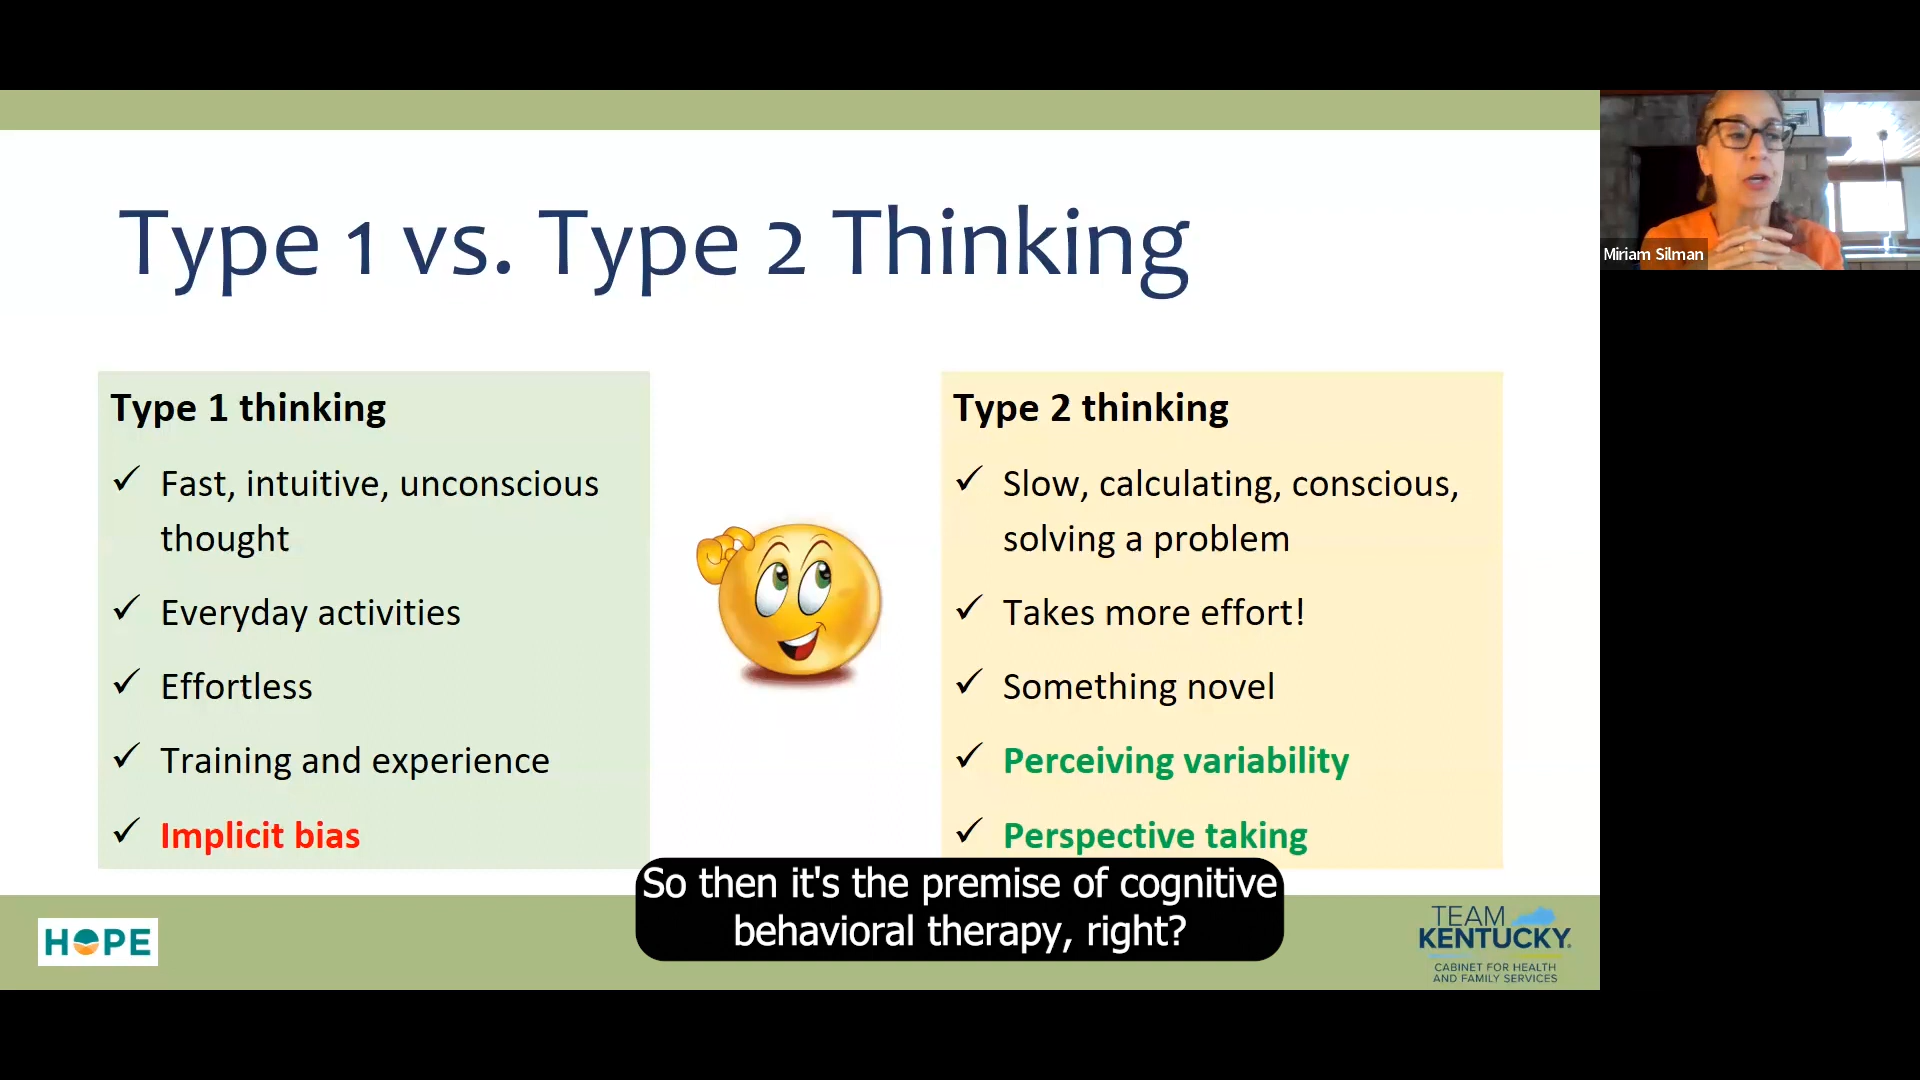 Type 1 vs. Type 2 Thinking
Type 1 thinking
✓ Fast, intuitive, unconscious
thought
✓ Everyday activities
✓ Effortless
✓ Training and experience
✓ Implicit bias
Type 2 thinking
✓ Slow, calculating, conscious,
solving a problem
✓ Takes more effort!
✓ Something novel
✓ Perceiving variability
✓ Perspective taking
Miriam Silman
So then it's the premise of cognitive
behavioral therapy, right?
HOPE
TEAM
KENTUCKY
CABINET FOR HEALTH
AND FAMILY SERVICES